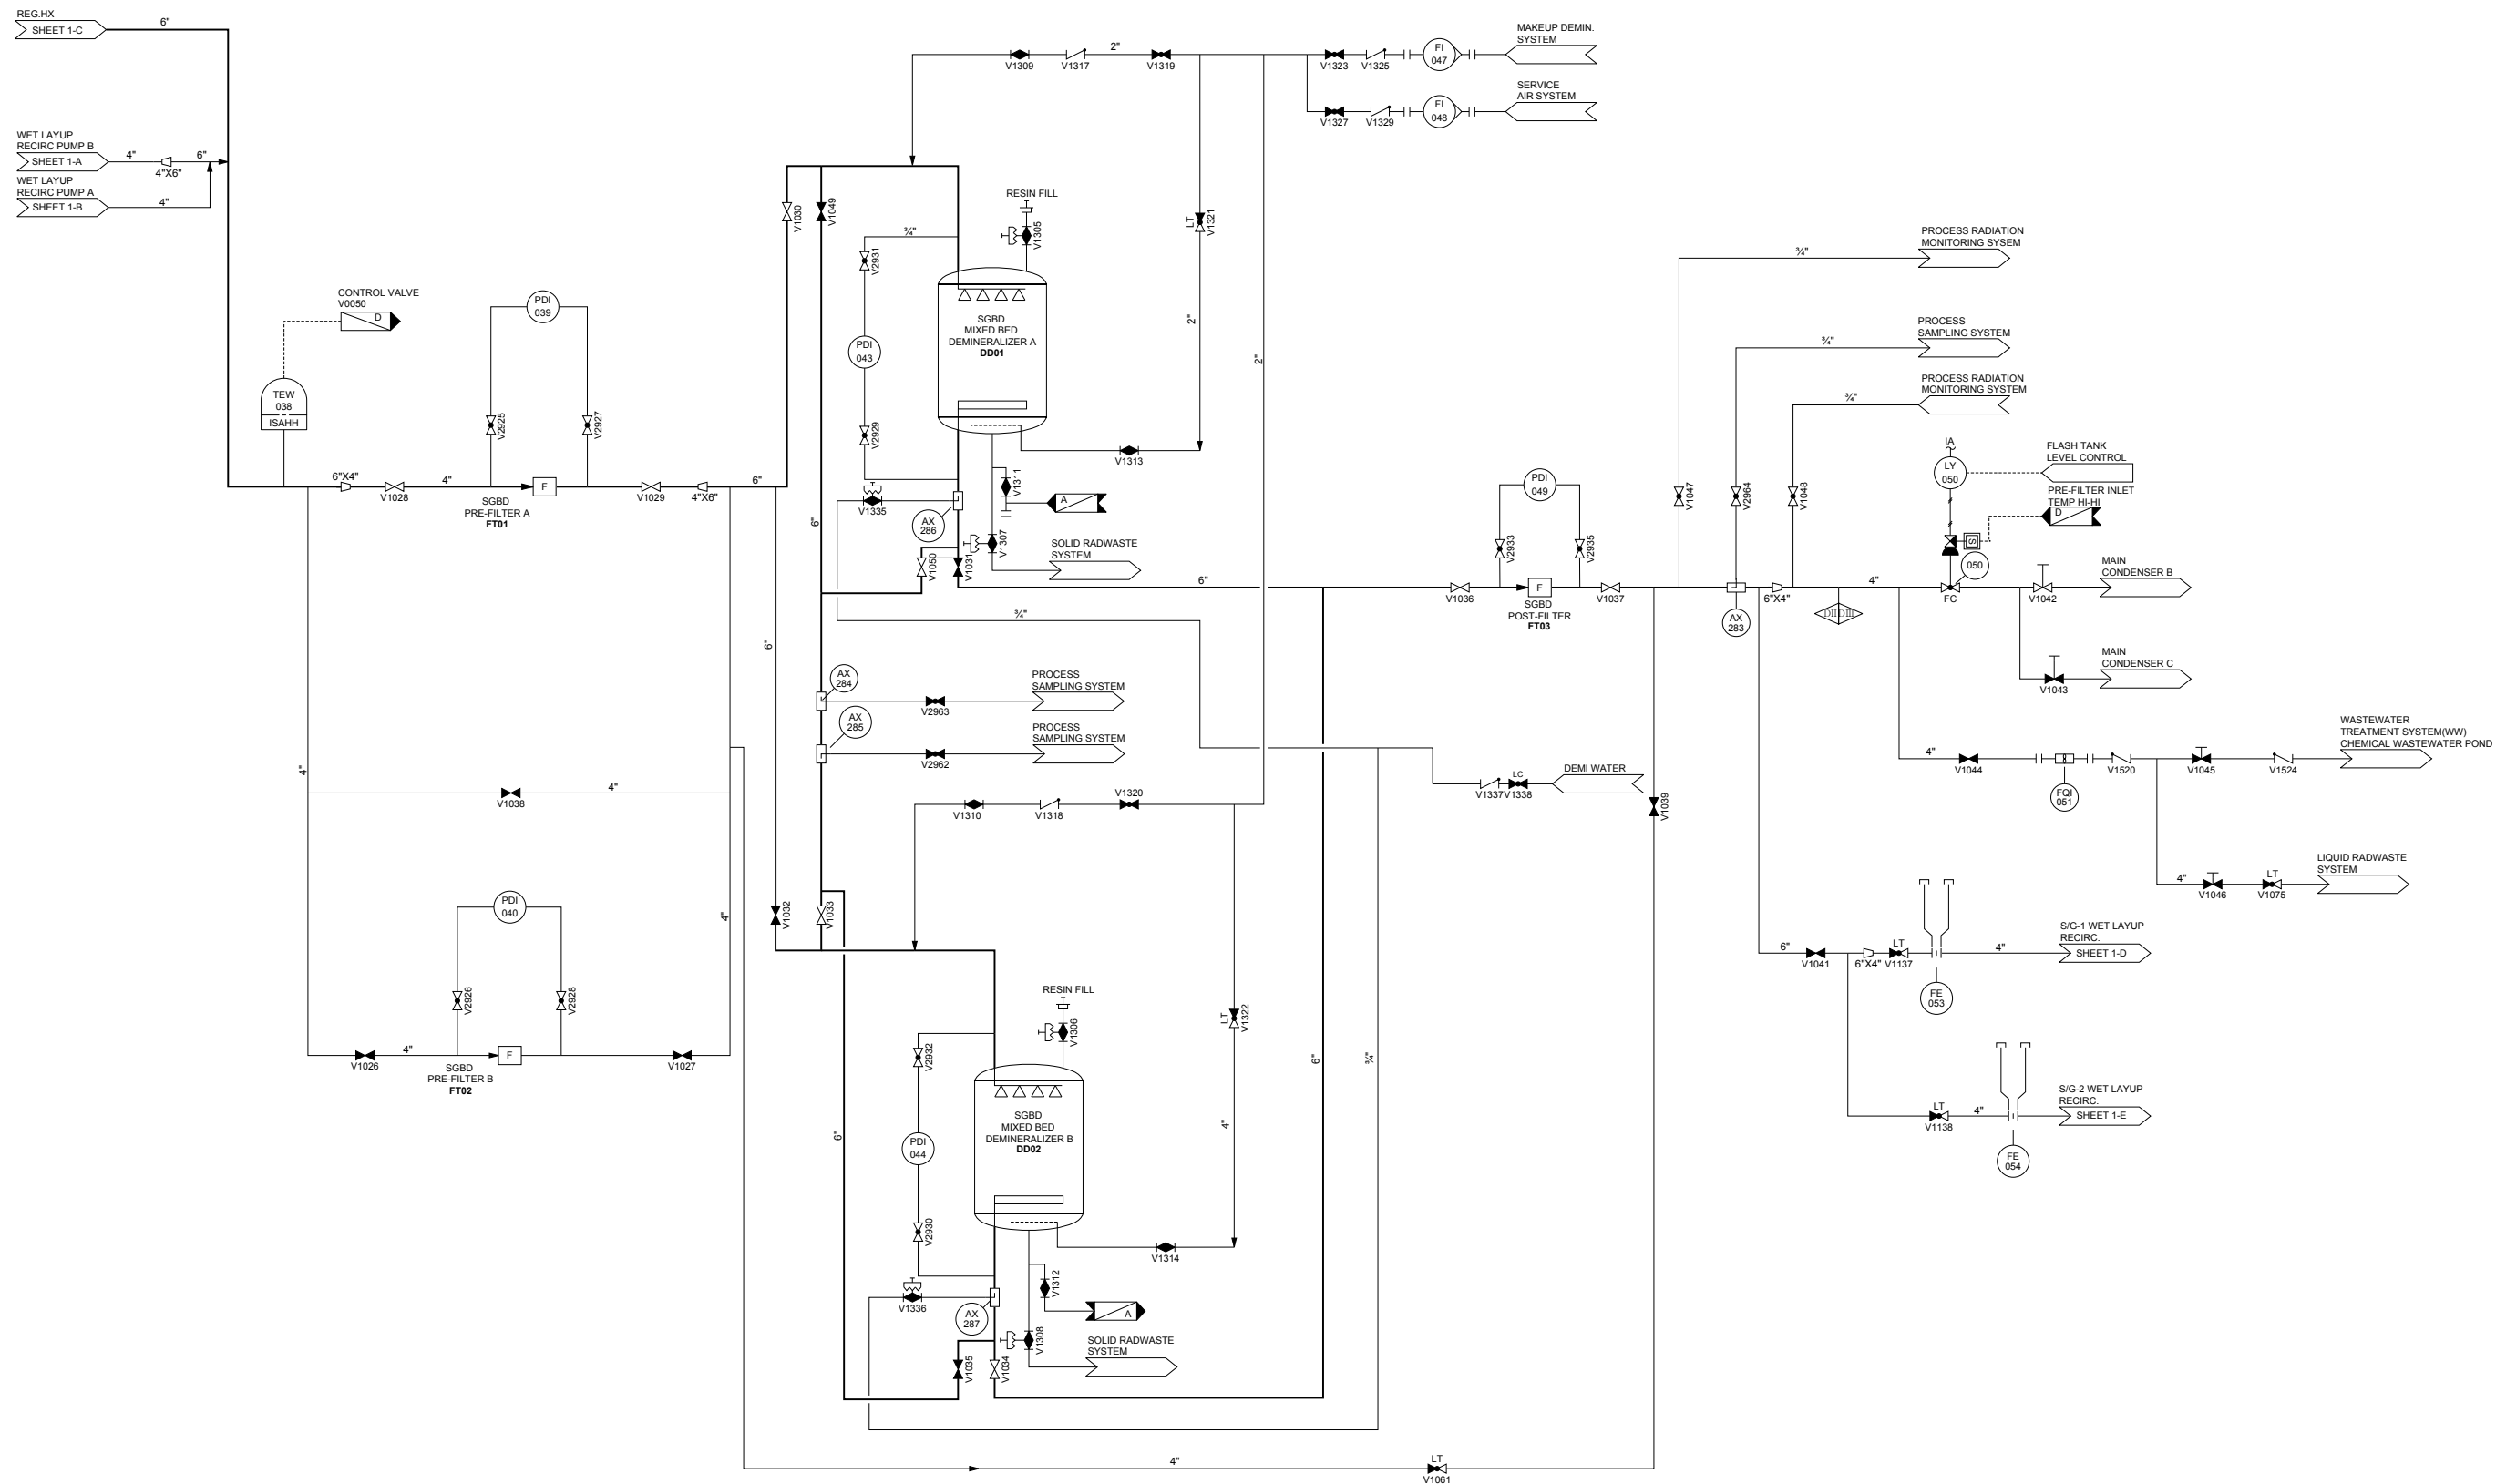 REG.HX
SHEET 1-C
6"
WET LAYUP
RECIRC PUMP B
SHEET 1-A
4"
4"X6"
6"
WET LAYUP
RECIRC PUMP A
SHEET 1-B
4"
CONTROL VALVE
V0050
D
TEW
038
ISAHH
PDI
039
V2925
V2927
6"X4"
V1028
4"
F
SGBD
PRE-FILTER A
FT01
V1029
4"X6"
6"
4"
V1038
4"
PDI
040
V2926
V2928
4"
V1026
4"
F
SGBD
PRE-FILTER B
FT02
V1027
V1309
V1317
2"
V1319
V1323
V1325
FI
047
MAKEUP DEMIN.
SYSTEM
V1327
V1329
FI
048
SERVICE
AIR SYSTEM
V1030
V1049
RESIN FILL
V1305
LT
V1321
¾"
V2931
PDI
043
V2929
SGBD
MIXED BED
DEMINERALIZER A
DD01
2"
2"
V1313
V1311
A
V1335
AX
286
V1307
SOLID RADWASTE
SYSTEM
V1050
V1031
6"
6"
6"
¾"
AX
284
V2963
PROCESS
SAMPLING SYSTEM
AX
285
V2962
PROCESS
SAMPLING SYSTEM
V1337
V1338
LC
DEMI WATER
V1310
V1318
V1320
V1032
V1033
RESIN FILL
V1306
LT
V1322
V2932
PDI
044
V2930
SGBD
MIXED BED
DEMINERALIZER B
DD02
6"
4"
6"
¾"
V1314
V1312
A
V1336
AX
287
V1308
SOLID RADWASTE
SYSTEM
V1035
V1034
4"
LT
V1061
V1039
PDI
049
V2933
V2935
V1036
F
SGBD
POST-FILTER
FT03
V1037
¾"
PROCESS RADIATION
MONITORING SYSEM
V1047
¾"
PROCESS
SAMPLING SYSTEM
V2964
¾"
PROCESS RADIATION
MONITORING SYSTEM
V1048
AX
283
6"X4"
4"
DII
DIII
IA
LY
050
FLASH TANK
LEVEL CONTROL
PRE-FILTER INLET
TEMP HI-HI
D
S
050
FC
V1042
MAIN
CONDENSER B
V1043
MAIN
CONDENSER C
4"
V1044
FQI
051
V1520
V1045
V1524
WASTEWATER
TREATMENT SYSTEM(WW)
CHEMICAL WASTEWATER POND
4"
V1046
LT
V1075
LIQUID RADWASTE
SYSTEM
6"
V1041
6"X4"
LT
V1137
FE
053
4"
S/G-1 WET LAYUP
RECIRC.
SHEET 1-D
LT
V1138
4"
FE
054
S/G-2 WET LAYUP
RECIRC.
SHEET 1-E